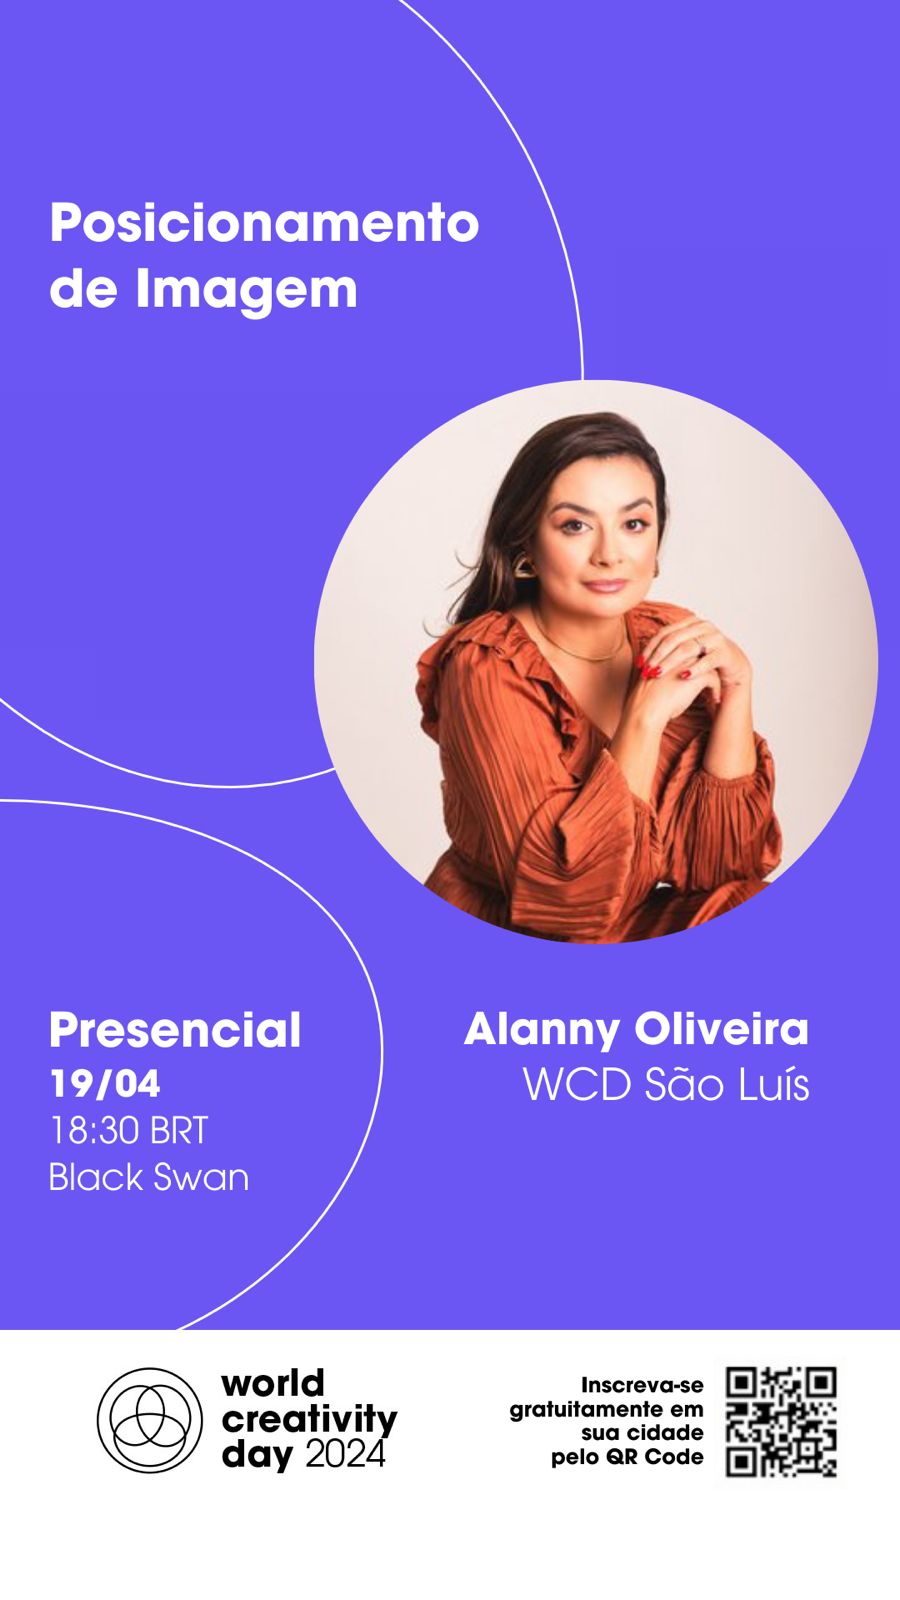 Posicionamento
de Imagem
Presencial
19/04
18:30 BRT
Black Swan
Alanny Oliveira
WCD São Luís
world
creativity
day 2024
Inscreva-se
gratuitamente em
sua cidade
pelo QR Code